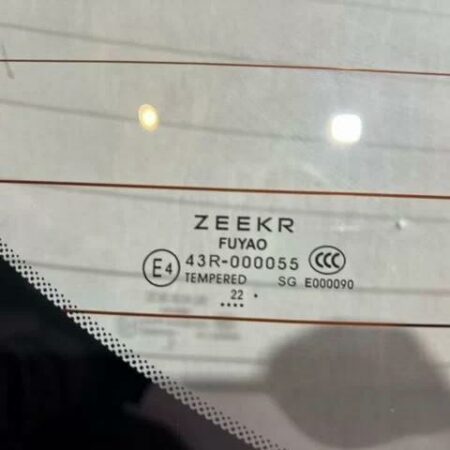 ZEEKR
FUYAO
E4 43R-000055 CCC
TEMPERED SG E000090
22 •
••••